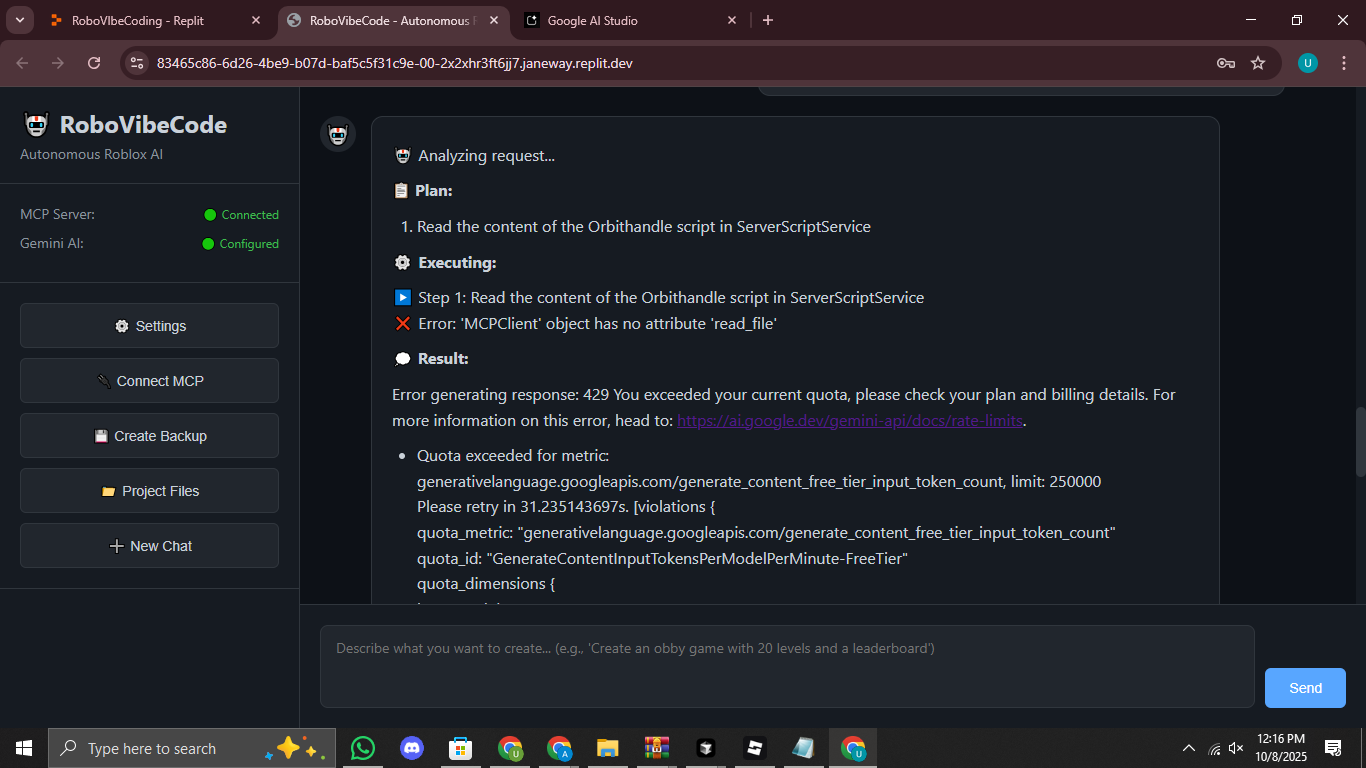 RoboVIbeCoding - Replit
RoboVibeCode - Autonomous
Google AI Studio
83465c86-6d26-4be9-b07d-baf5c5f31c9e-00-2x2xhr3ft6jj7.janeway.replit.dev
U
RoboVibeCode
Autonomous Roblox AI
MCP Server: Connected
Gemini AI: Configured
Settings
Connect MCP
Create Backup
Project Files
New Chat
Analyzing request...
Plan:
1. Read the content of the Orbithandle script in ServerScriptService
Executing:
Step 1: Read the content of the Orbithandle script in ServerScriptService
Error: 'MCPClient' object has no attribute 'read_file'
Result:
Error generating response: 429 You exceeded your current quota, please check your plan and billing details. For
more information on this error, head to: https://ai.google.dev/gemini-api/docs/rate-limits.
Quota exceeded for metric:
generativelanguage.googleapis.com/generate_content_free_tier_input_token_count, limit: 250000
Please retry in 31.235143697s. [violations {
quota_metric: "generativelanguage.googleapis.com/generate_content_free_tier_input_token_count"
quota_id: "GenerateContentInputTokensPerModelPerMinute-FreeTier"
quota_dimensions {
Describe what you want to create... (e.g., 'Create an obby game with 20 levels and a leaderboard')
Send
Type here to search
U
A
U
12:16 PM
10/8/2025